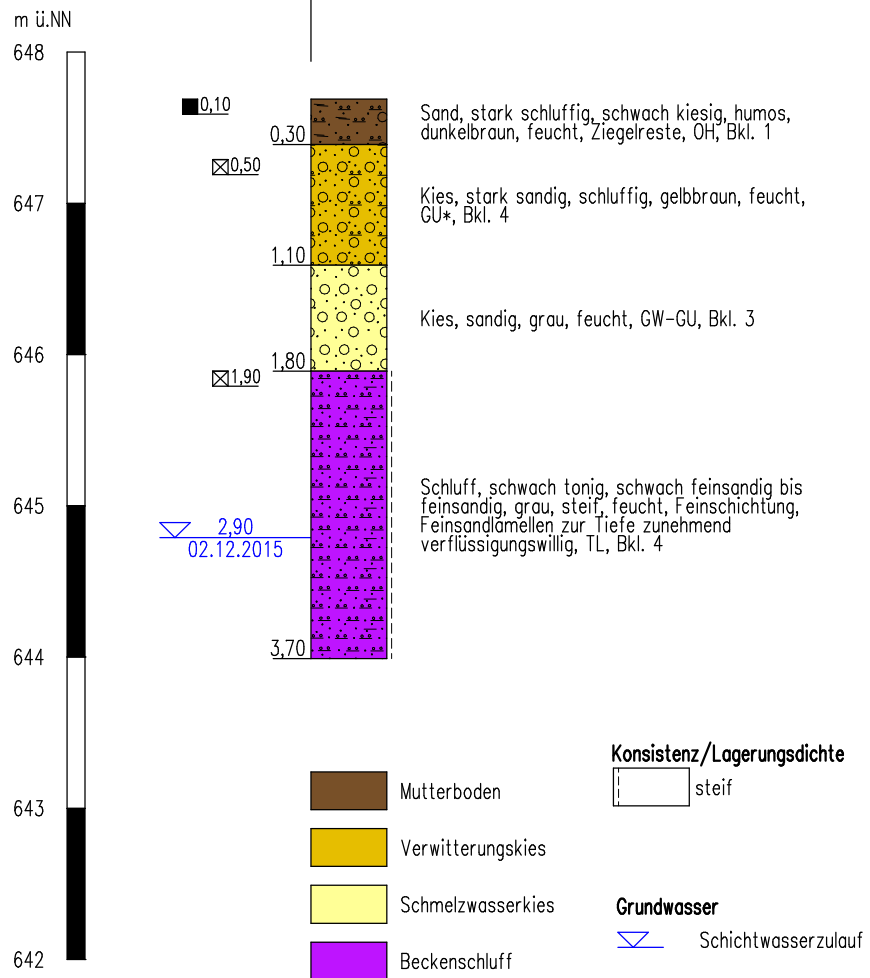 m ü.NN
648
0,10
Sand, stark schluffig, schwach kiesig, humos,
dunkelbraun, feucht, Ziegelreste, OH, Bkl. 1
0,30
0,50
Kies, stark sandig, schluffig, gelbbraun, feucht,
GU*, Bkl. 4
647
1,10
Kies, sandig, grau, feucht, GW-GU, Bkl. 3
646
1,80
1,90
Schluff, schwach tonig, schwach feinsandig bis
feinsandig, grau, steif, feucht, Feinschichtung,
Feinsandlamellen zur Tiefe zunehmend
verflüssigungswillig, TL, Bkl. 4
645
2,90
02.12.2015
3,70
644
Konsistenz/Lagerungsdichte
steif
Mutterboden
643
Verwitterungskies
Schmelzwasserkies
Grundwasser
Schichtwasserzulauf
642
Beckenschluff